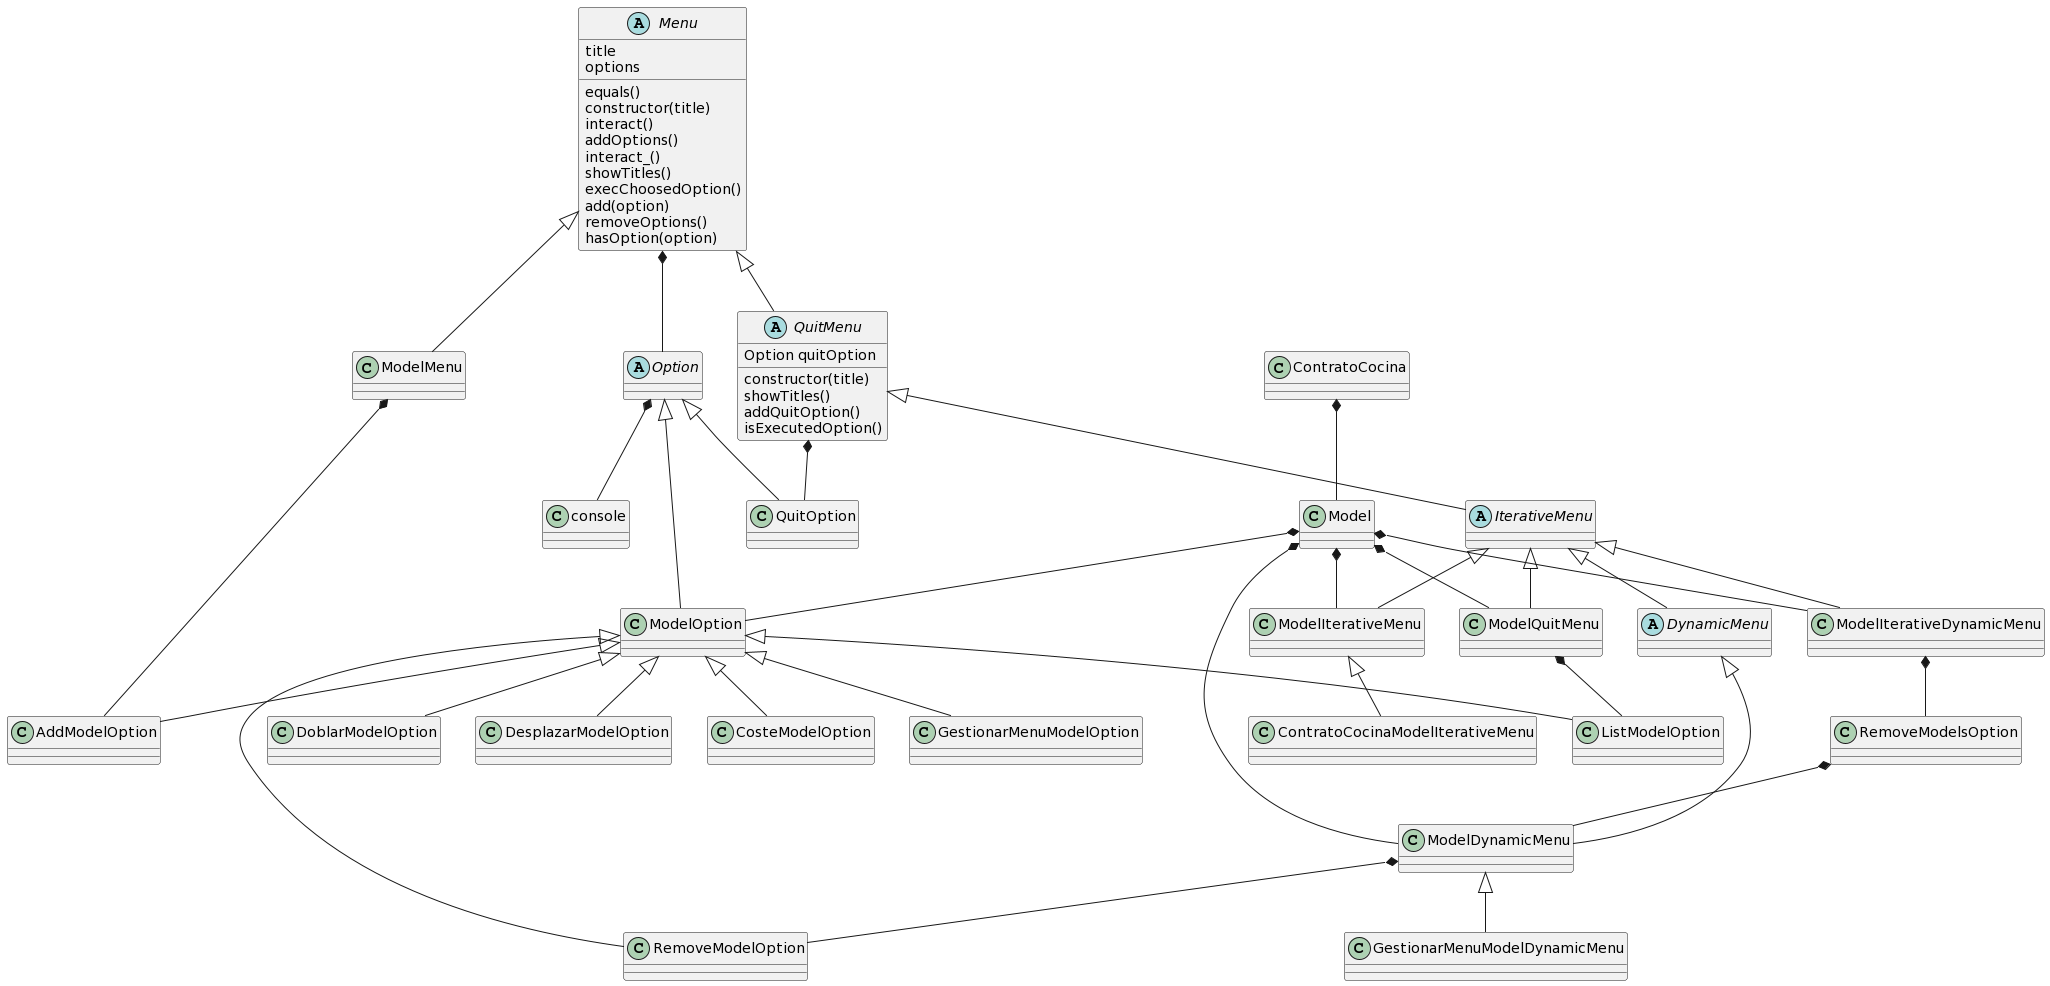 A Menu
title
options
equals()
constructor(title)
interact()
addOptions()
interact_()
showTitles()
execChoosedOption()
add(option)
removeOptions()
hasOption(option)
C ModelMenu
A Option
A QuitMenu
Option quitOption
constructor(title)
showTitles()
addQuitOption()
isExecutedOption()
C ContratoCocina
C console
C QuitOption
C Model
A IterativeMenu
C ModelOption
C ModelIterativeMenu
C ModelQuitMenu
A DynamicMenu
C ModelIterativeDynamicMenu
C AddModelOption
C DoblarModelOption
C DesplazarModelOption
C CosteModelOption
C GestionarMenuModelOption
C ContratoCocinaModelIterativeMenu
C ListModelOption
C RemoveModelsOption
C ModelDynamicMenu
C RemoveModelOption
C GestionarMenuModelDynamicMenu